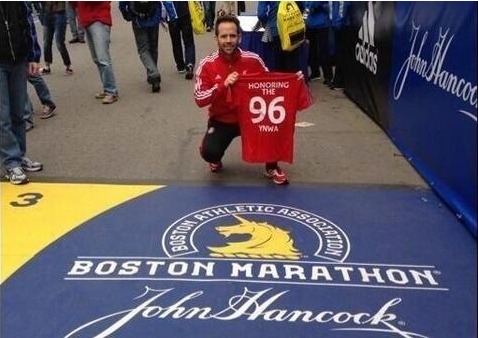 adidas
John Hancock
HONORING
THE
96
YNWA
3
BOSTON ATHLETIC ASSOCIATION
BOSTON MARATHON®
John Hancock